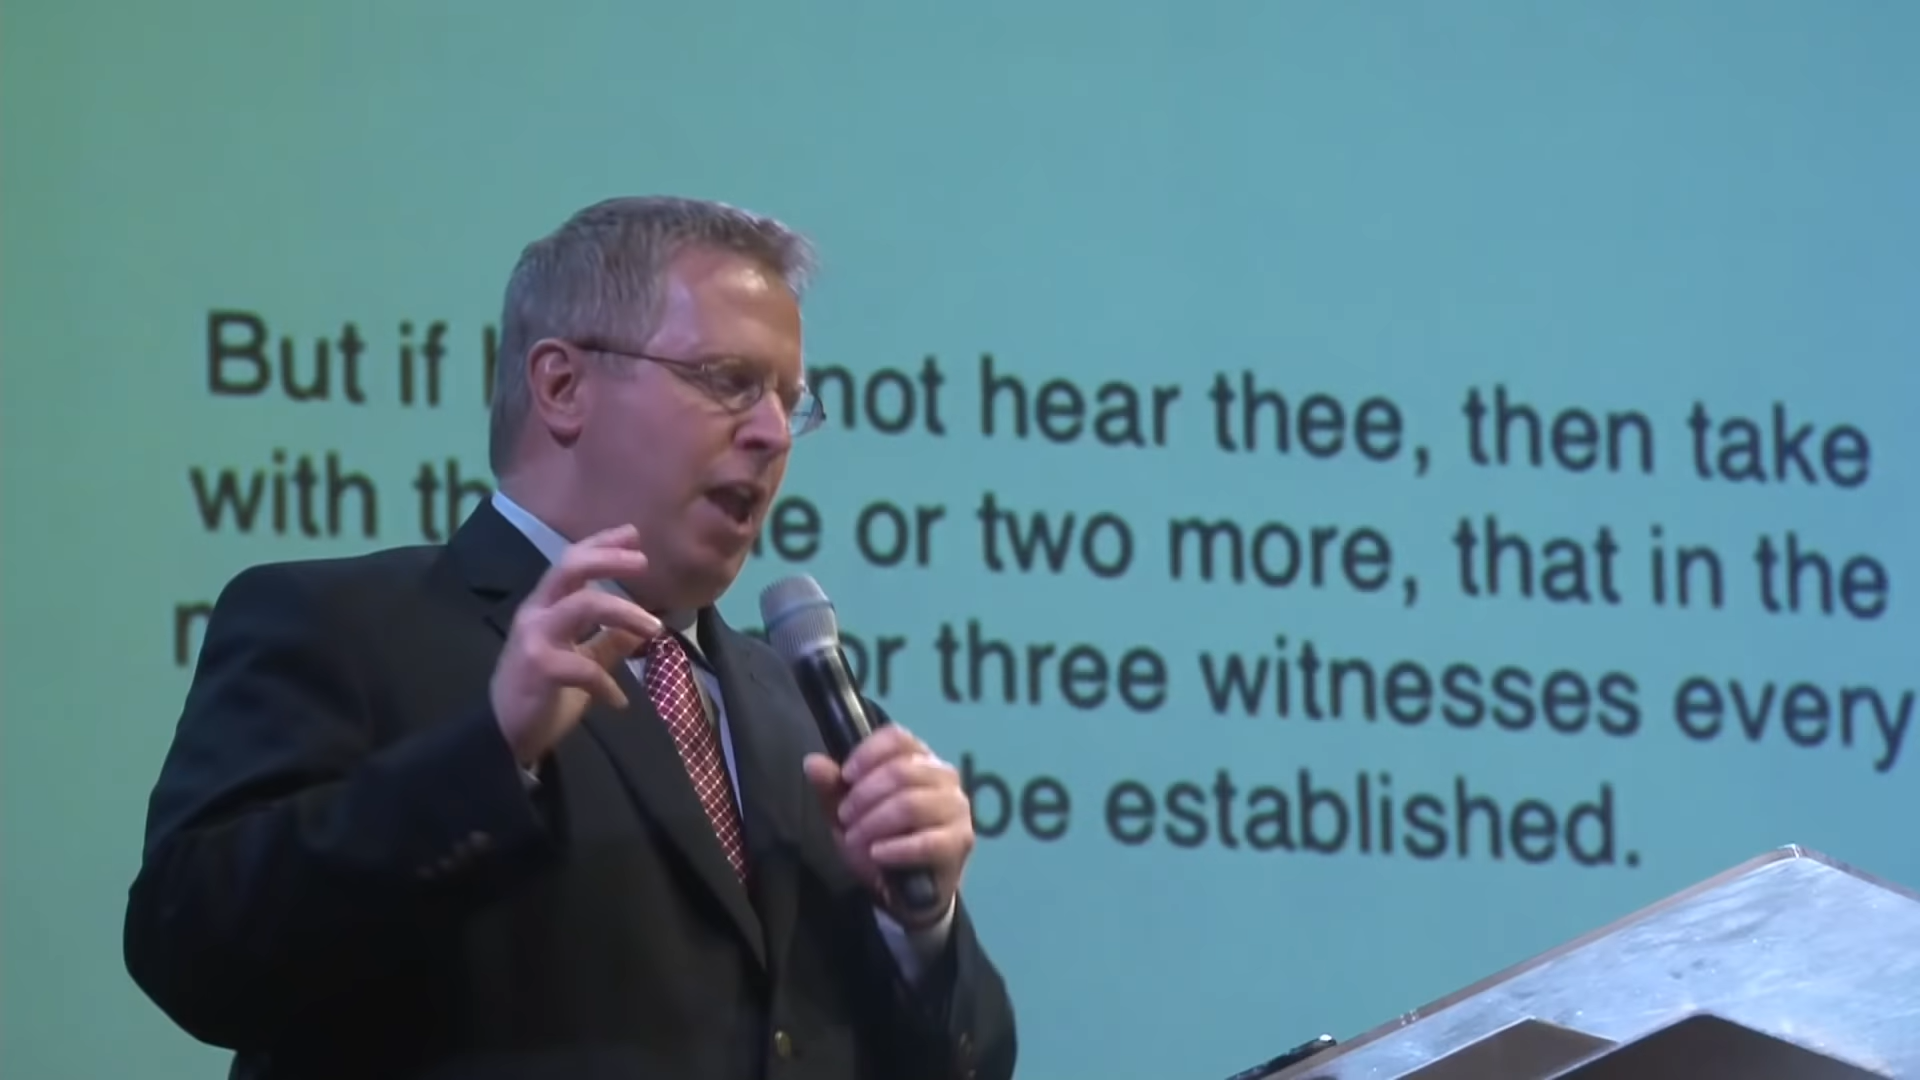 But if not hear thee, then take
with or two more, that in the
or three witnesses every
be established.